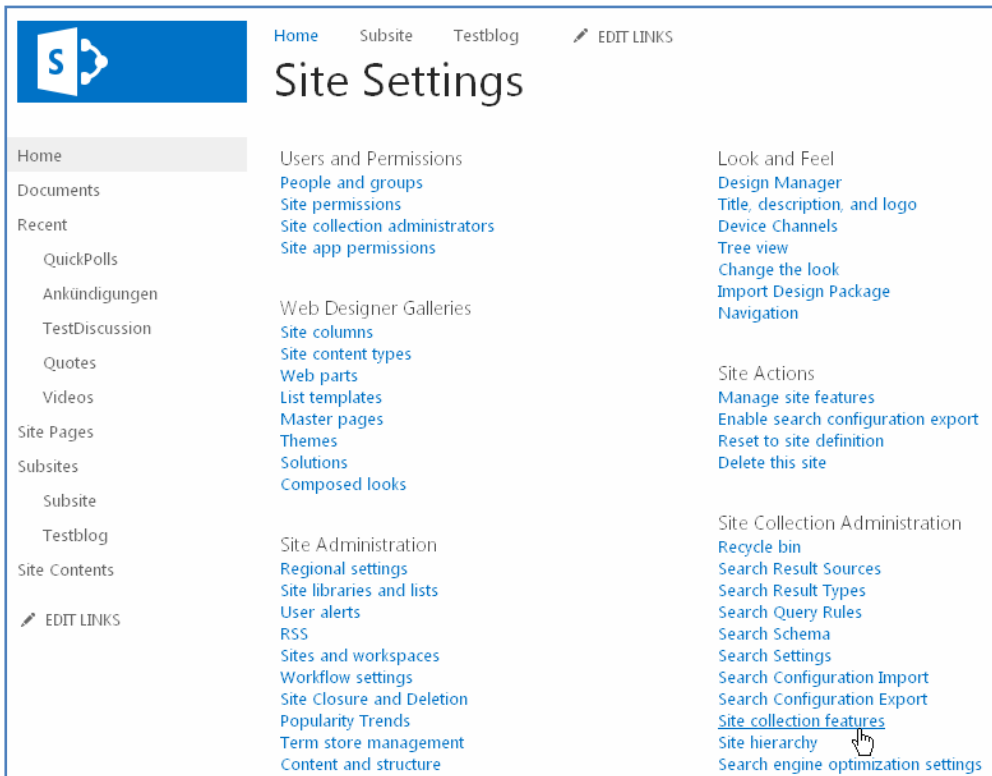 S
Home Subsite Testblog EDIT LINKS
Site Settings
Home
Documents
Recent
QuickPolls
Ankündigungen
TestDiscussion
Quotes
Videos
Site Pages
Subsites
Subsite
Testblog
Site Contents
EDIT LINKS
Users and Permissions
People and groups
Site permissions
Site collection administrators
Site app permissions
Web Designer Galleries
Site columns
Site content types
Web parts
List templates
Master pages
Themes
Solutions
Composed looks
Site Administration
Regional settings
Site libraries and lists
User alerts
RSS
Sites and workspaces
Workflow settings
Site Closure and Deletion
Popularity Trends
Term store management
Content and structure
Look and Feel
Design Manager
Title, description, and logo
Device Channels
Tree view
Change the look
Import Design Package
Navigation
Site Actions
Manage site features
Enable search configuration export
Reset to site definition
Delete this site
Site Collection Administration
Recycle bin
Search Result Sources
Search Result Types
Search Query Rules
Search Schema
Search Settings
Search Configuration Import
Search Configuration Export
Site collection features
Site hierarchy
Search engine optimization settings